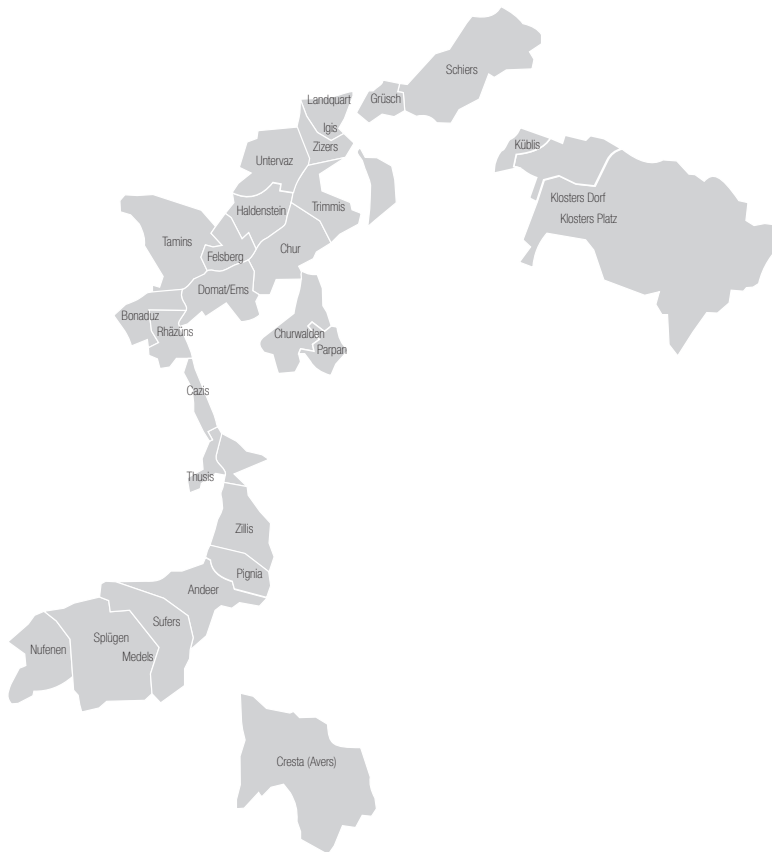 Schiers
Landquart
Grüsch
Igis
Zizers
Küblis
Untervaz
Klosters Dorf
Trimmis
Haldenstein
Klosters Platz
Tamins
Chur
Felsberg
Domat/Ems
Bonaduz
Rhäzüns
Churwalden
Parpan
Cazis
Thusis
Zillis
Pignia
Andeer
Sufers
Splügen
Nufenen
Medels
Cresta (Avers)